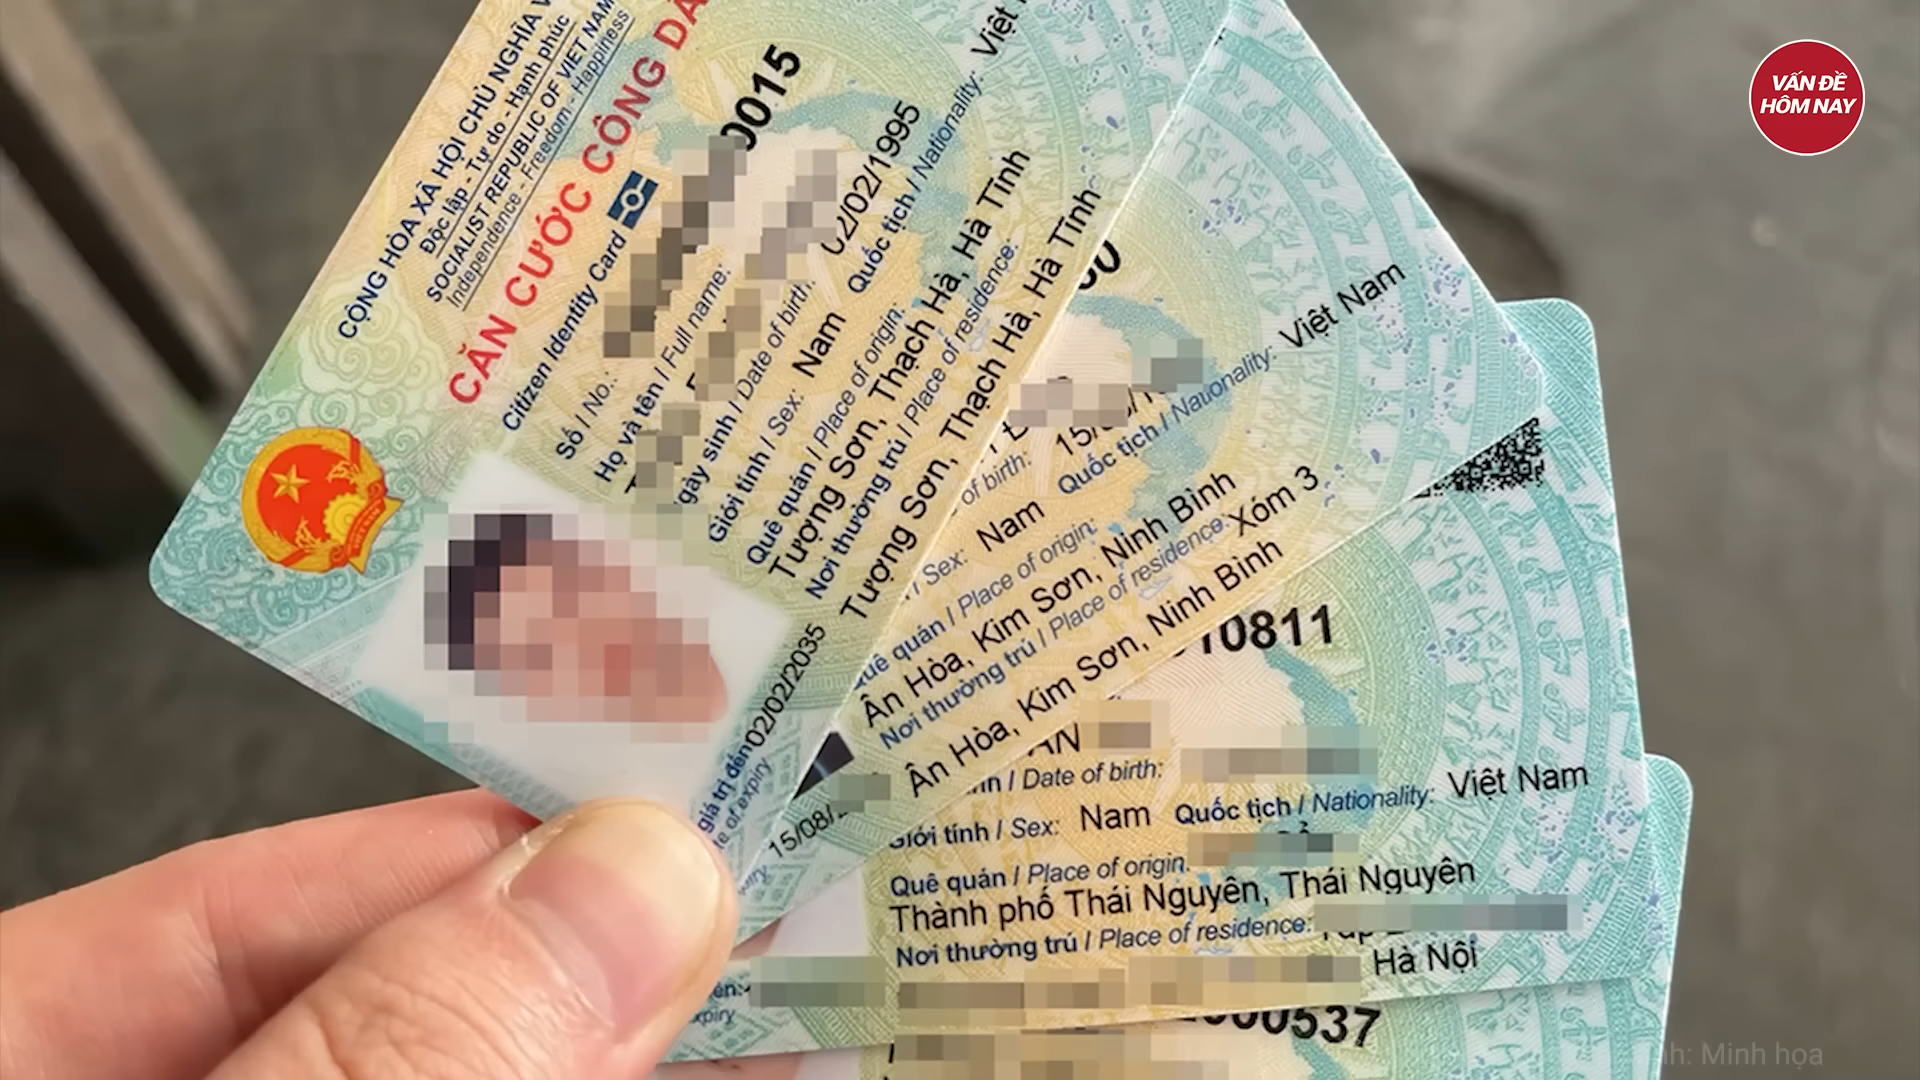 VẤN ĐỀ
HÔM NAY
CỘNG HÒA XÃ HỘI CHỦ NGHĨA
Độc lập - Tự do - Hạnh phúc
SOCIALIST REPUBLIC OF VIET NAM
Independence - Freedom - Happiness
CĂN CƯỚC CÔNG
Citizen Identity Card
Số / No.:
0015
Họ và tên / Full name:
sinh / Date of birth:
02/02/1995
Giới tính / Sex: Nam Quốc tịch / Nationality: Việt
Quê quán / Place of origin:
Tượng Sơn, Thạch Hà, Hà Tĩnh
Nơi thường trú / Place of residence:
Tượng Sơn, Thạch Hà, Hà Tĩnh
giá trị đến 02/02/2035
of expiry
of birth: 15/
/ Sex: Nam Quốc tịch / Nationality: Việt Nam
quán / Place of origin:
Ân Hòa, Kim Sơn, Ninh Bình
Nơi thường trú / Place of residence: Xóm 3
Ân Hòa, Kim Sơn, Ninh Bình
15/08/
10811
/ Date of birth:
Giới tính / Sex: Nam Quốc tịch / Nationality: Việt Nam
Quê quán / Place of origin:
Thành phố Thái Nguyên, Thái Nguyên
Nơi thường trú / Place of residence:
Hà Nội
expiry
00537
Minh họa